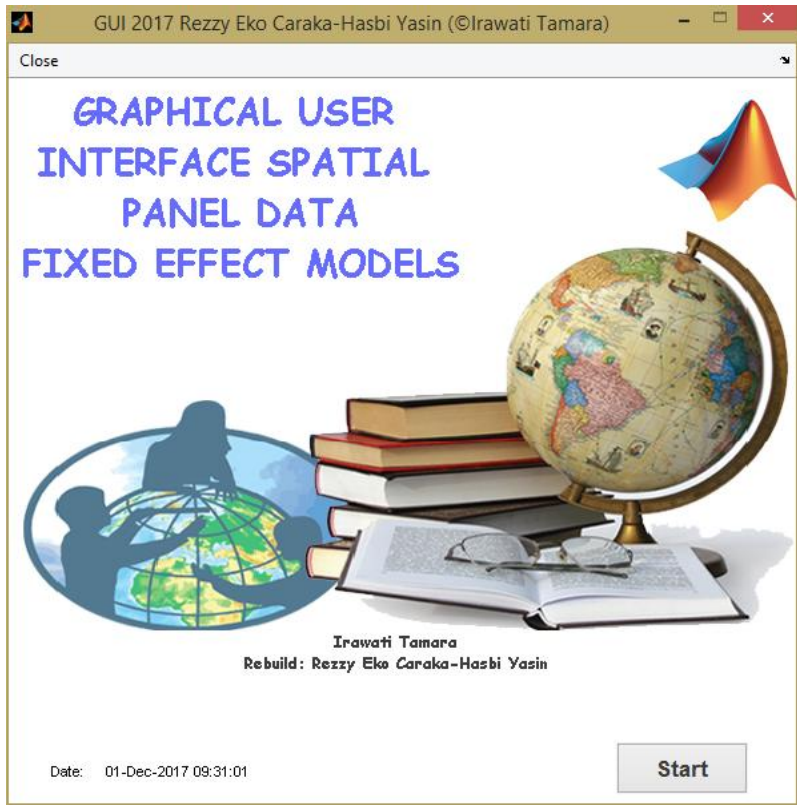 GUI 2017 Rezzy Eko Caraka-Hasbi Yasin (©Irawati Tamara)
Close
GRAPHICAL USER
INTERFACE SPATIAL
PANEL DATA
FIXED EFFECT MODELS
Irawati Tamara
Rebuild: Rezzy Eko Caraka-Hasbi Yasin
Date: 01-Dec-2017 09:31:01
Start